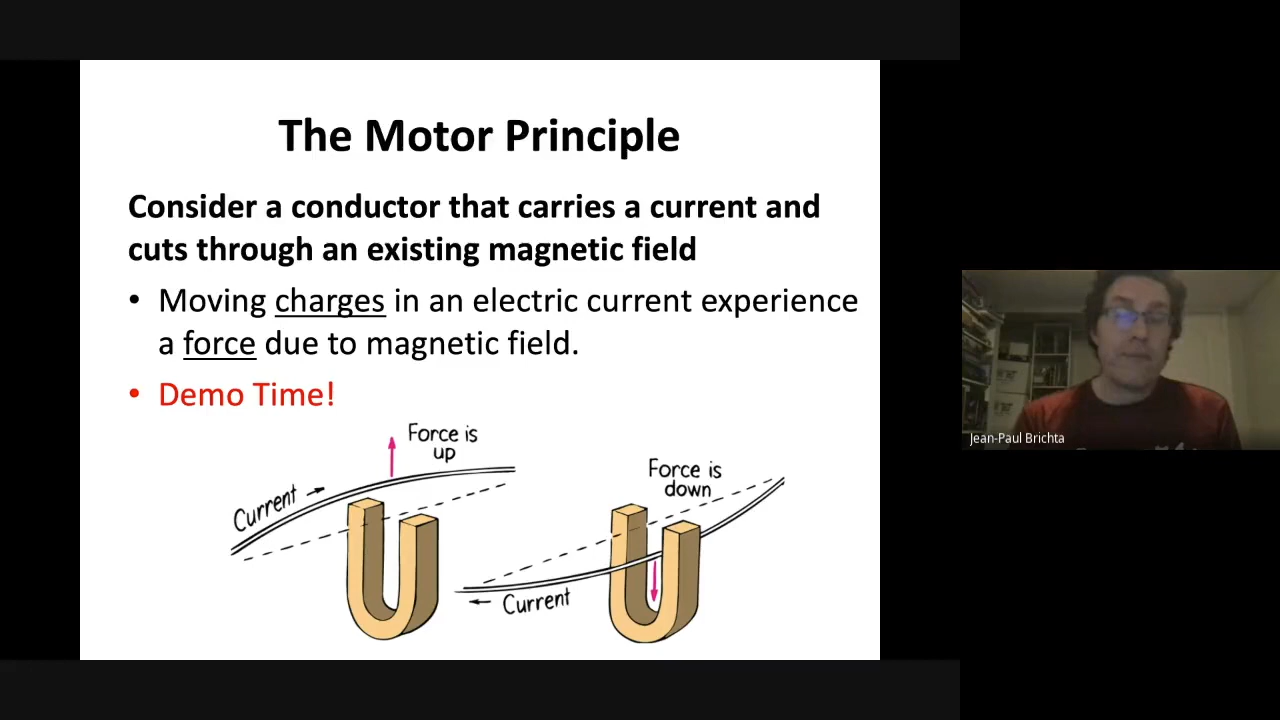 The Motor Principle
Consider a conductor that carries a current and
cuts through an existing magnetic field
• Moving charges in an electric current experience
a force due to magnetic field.
• Demo Time!
Force is
up
Current
Force is
down
Current
Jean-Paul Brichta